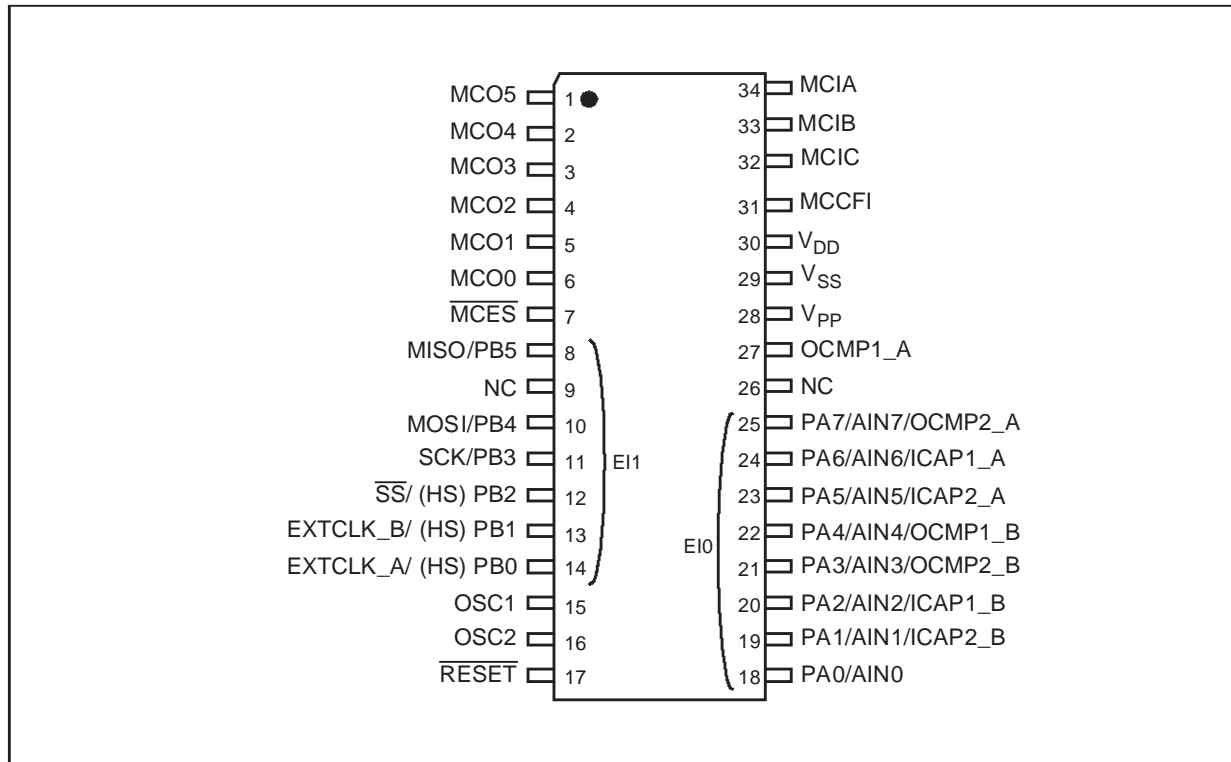 MCO5 1
MCO4 2
MCO3 3
MCO2 4
MCO1 5
MCO0 6
MCES 7
MISO/PB5 8
NC 9
MOSI/PB4 10
SCK/PB3 11
SS/ (HS) PB2 12
EXTCLK_B/ (HS) PB1 13
EXTCLK_A/ (HS) PB0 14
OSC1 15
OSC2 16
RESET 17
EI1
EI0
34 MCIA
33 MCIB
32 MCIC
31 MCCFI
30 VDD
29 VSS
28 VPP
27 OCMP1_A
26 NC
25 PA7/AIN7/OCMP2_A
24 PA6/AIN6/ICAP1_A
23 PA5/AIN5/ICAP2_A
22 PA4/AIN4/OCMP1_B
21 PA3/AIN3/OCMP2_B
20 PA2/AIN2/ICAP1_B
19 PA1/AIN1/ICAP2_B
18 PA0/AIN0